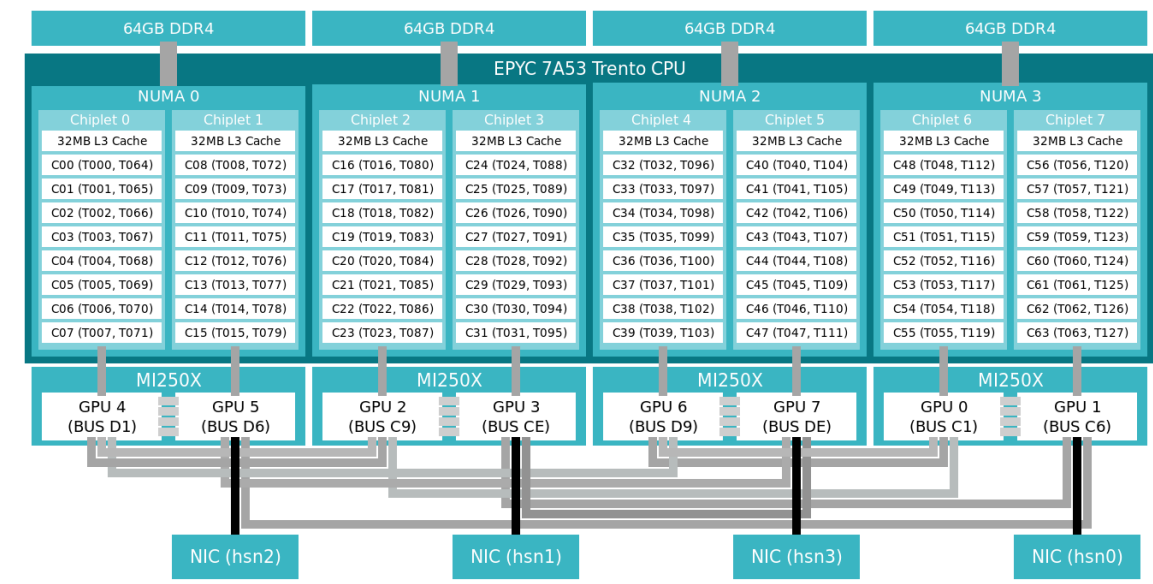 64GB DDR4 64GB DDR4 64GB DDR4 64GB DDR4
EPYC 7A53 Trento CPU
NUMA 0 NUMA 1 NUMA 2 NUMA 3
Chiplet 0 Chiplet 1 Chiplet 2 Chiplet 3 Chiplet 4 Chiplet 5 Chiplet 6 Chiplet 7
32MB L3 Cache 32MB L3 Cache 32MB L3 Cache 32MB L3 Cache 32MB L3 Cache 32MB L3 Cache 32MB L3 Cache 32MB L3 Cache
C00 (T000, T064) C08 (T008, T072) C16 (T016, T080) C24 (T024, T088) C32 (T032, T096) C40 (T040, T104) C48 (T048, T112) C56 (T056, T120)
C01 (T001, T065) C09 (T009, T073) C17 (T017, T081) C25 (T025, T089) C33 (T033, T097) C41 (T041, T105) C49 (T049, T113) C57 (T057, T121)
C02 (T002, T066) C10 (T010, T074) C18 (T018, T082) C26 (T026, T090) C34 (T034, T098) C42 (T042, T106) C50 (T050, T114) C58 (T058, T122)
C03 (T003, T067) C11 (T011, T075) C19 (T019, T083) C27 (T027, T091) C35 (T035, T099) C43 (T043, T107) C51 (T051, T115) C59 (T059, T123)
C04 (T004, T068) C12 (T012, T076) C20 (T020, T084) C28 (T028, T092) C36 (T036, T100) C44 (T044, T108) C52 (T052, T116) C60 (T060, T124)
C05 (T005, T069) C13 (T013, T077) C21 (T021, T085) C29 (T029, T093) C37 (T037, T101) C45 (T045, T109) C53 (T053, T117) C61 (T061, T125)
C06 (T006, T070) C14 (T014, T078) C22 (T022, T086) C30 (T030, T094) C38 (T038, T102) C46 (T046, T110) C54 (T054, T118) C62 (T062, T126)
C07 (T007, T071) C15 (T015, T079) C23 (T023, T087) C31 (T031, T095) C39 (T039, T103) C47 (T047, T111) C55 (T055, T119) C63 (T063, T127)
MI250X MI250X MI250X MI250X
GPU 4 GPU 5 GPU 2 GPU 3 GPU 6 GPU 7 GPU 0 GPU 1
(BUS D1) (BUS D6) (BUS C9) (BUS CE) (BUS D9) (BUS DE) (BUS C1) (BUS C6)
NIC (hsn2) NIC (hsn1) NIC (hsn3) NIC (hsn0)